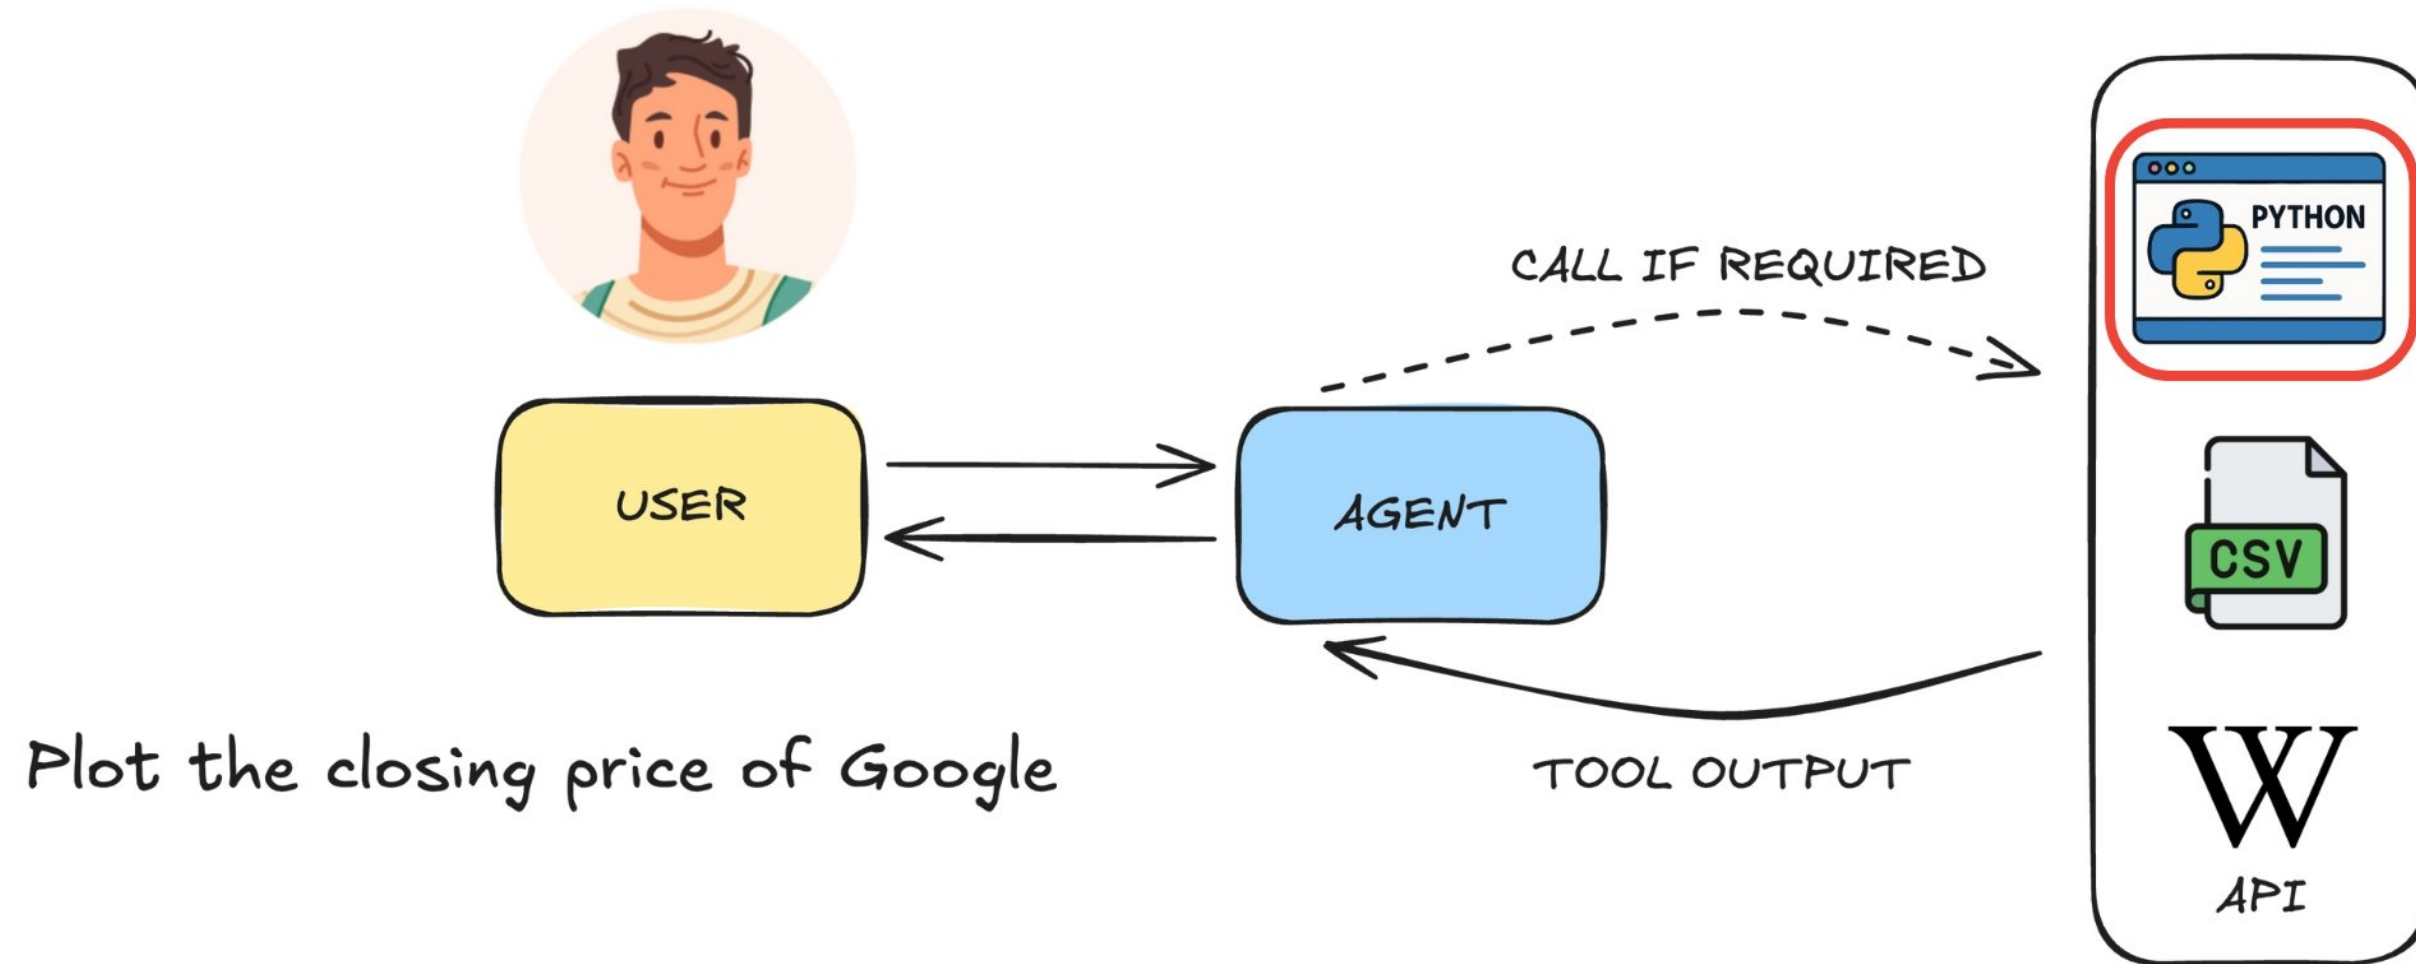 PYTHON
CALL IF REQUIRED
USER
AGENT
CSV
Plot the closing price of Google
TOOL OUTPUT
W
API